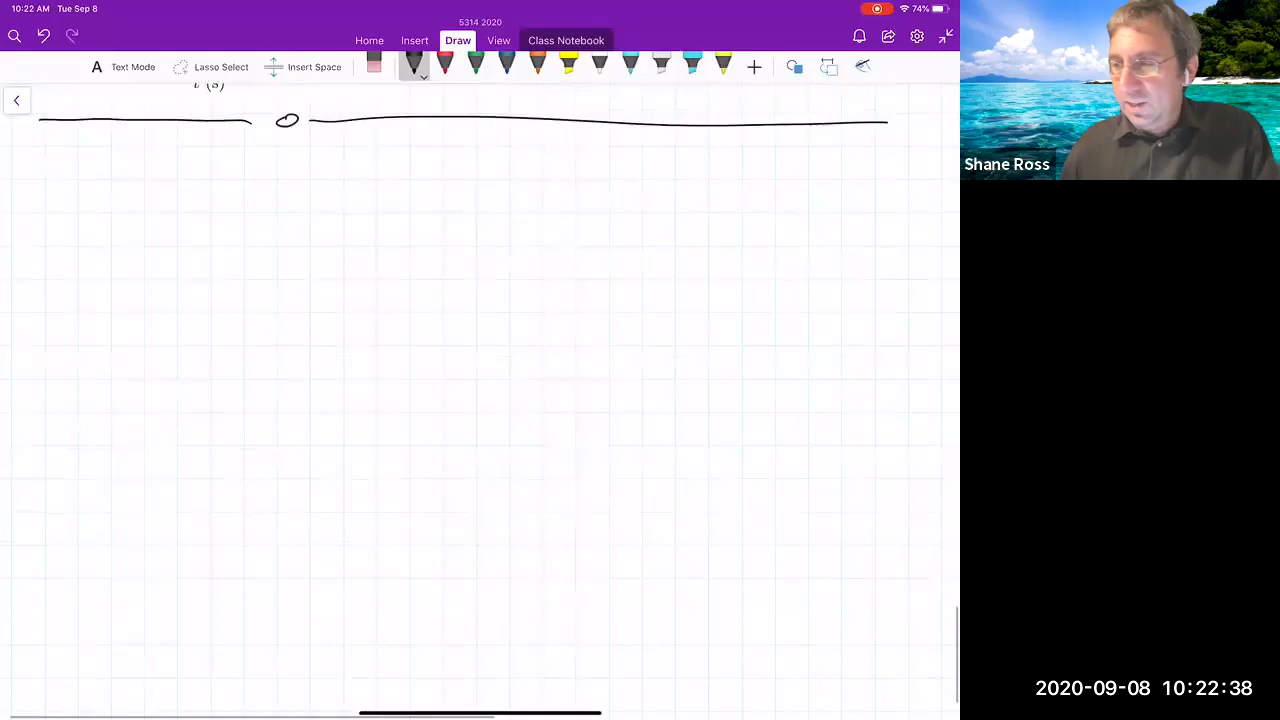 10:22 AM Tue Sep 8
74%
5314 2020
Home Insert Draw View Class Notebook
A Text Mode Lasso Select Insert Space
(s)
Shane Ross
2020-09-08 10:22:38